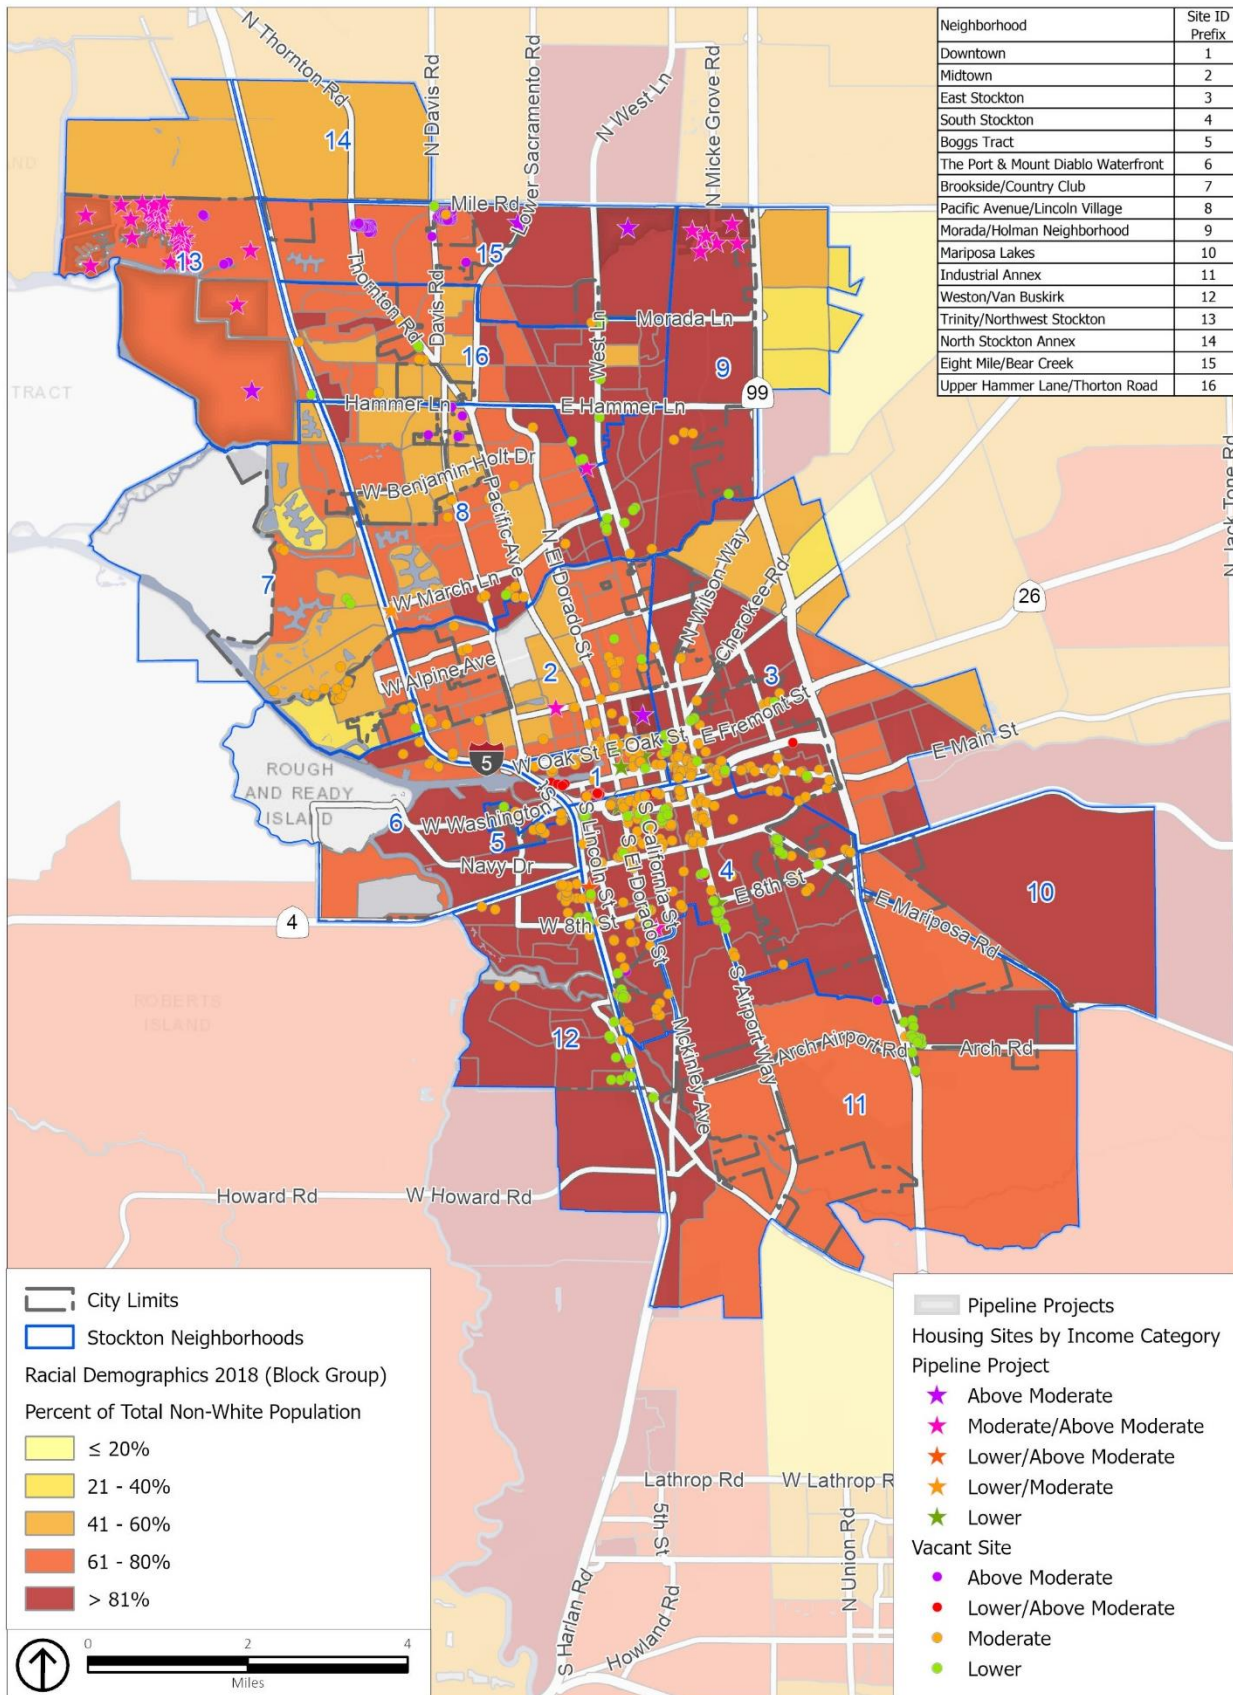 Neighborhood Site ID Prefix
Downtown 1
Midtown 2
East Stockton 3
South Stockton 4
Boggs Tract 5
The Port & Mount Diablo Waterfront 6
Brookside/Country Club 7
Pacific Avenue/Lincoln Village 8
Morada/Holman Neighborhood 9
Mariposa Lakes 10
Industrial Annex 11
Weston/Van Buskirk 12
Trinity/Northwest Stockton 13
North Stockton Annex 14
Eight Mile/Bear Creek 15
Upper Hammer Lane/Thorton Road 16
N Thornton Rd
N Davis Rd
Lower Sacramento Rd
N West Ln
N Micke Grove Rd
14
Mile Rd
15
13
Thornton Rd
Davis Rd
West Ln
Morada Ln
16
9
99
TRACT
Hammer Ln
E Hammer Ln
W Benjamin Holt Dr
8
Pacific Ave
N El Dorado St
N Wilson Way
Cherokee Rd
N Jack Tone Rd
26
7
W March Ln
W Alpine Ave
2
3
E Fremont St
E Main St
5
W Oak St
E Oak St
1
ROUGH
AND READY
ISLAND
6
W Washington St
5
Navy Dr
S Lincoln St
S El Dorado St
S California St
4
E 8th St
10
E Mariposa Rd
4
W 8th St
ROBERTS
ISLAND
12
Mckinley Ave
S Airport Way
Arch Airport Rd
Arch Rd
11
Howard Rd
W Howard Rd
Lathrop Rd
W Lathrop R
5th St
N Union Rd
S Harlan Rd
Howland Rd
City Limits
Stockton Neighborhoods
Racial Demographics 2018 (Block Group)
Percent of Total Non-White Population
≤ 20%
21 - 40%
41 - 60%
61 - 80%
> 81%
0 2 4
Miles
Pipeline Projects
Housing Sites by Income Category
Pipeline Project
Above Moderate
Moderate/Above Moderate
Lower/Above Moderate
Lower/Moderate
Lower
Vacant Site
Above Moderate
Lower/Above Moderate
Moderate
Lower